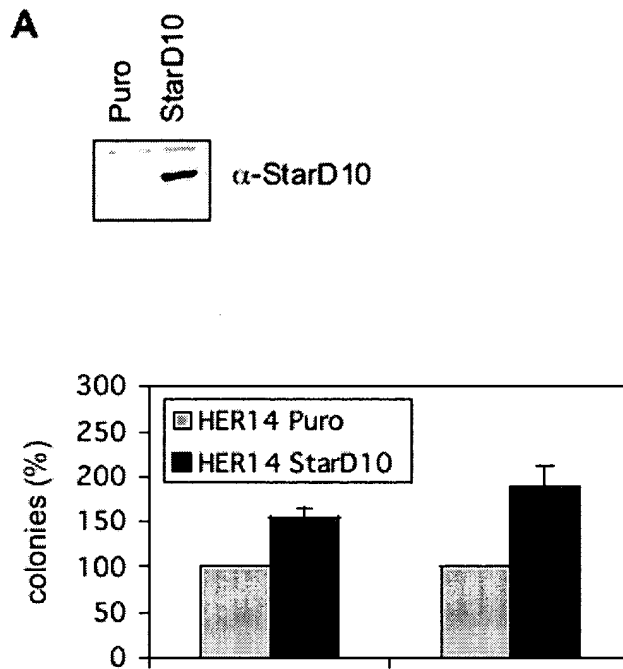 A
Puro
StarD10
α-StarD10
300
250
200
150
100
50
0
colonies (%)
HER14 Puro
HER14 StarD10